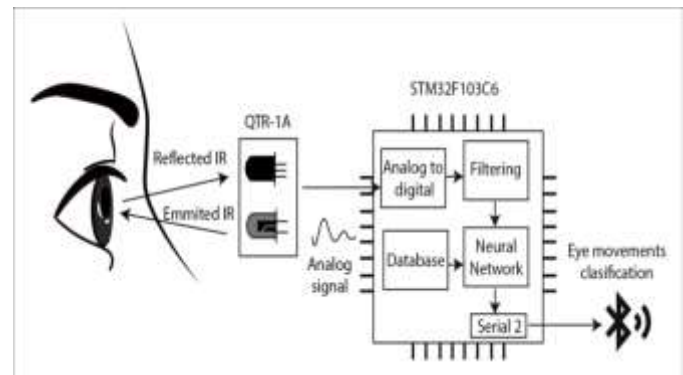 STM32F103C6
QTR-1A
Reflected IR
Emmited IR
Analog
signal
Analog to
digital
Filtering
Database
Neural
Network
Serial 2
Eye movements
clasification